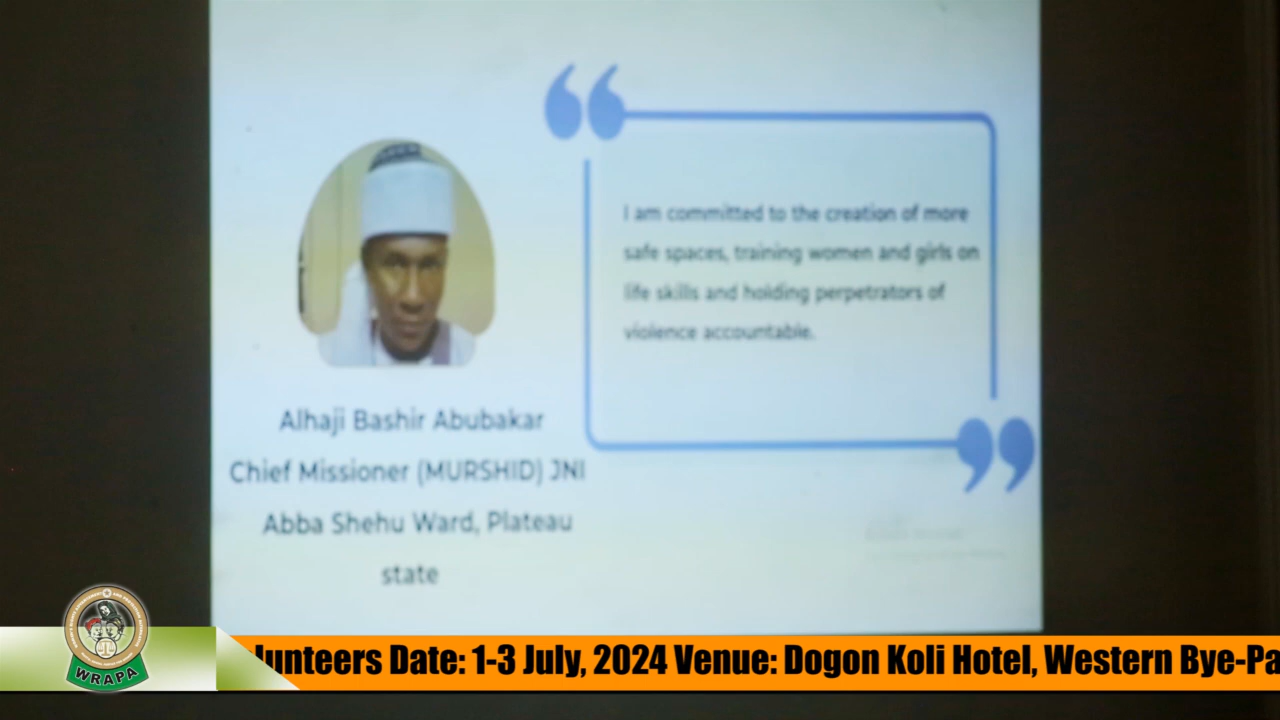 I am committed to the creation of more
safe spaces, training women and girls on
life skills and holding perpetrators of
violence accountable.
Alhaji Bashir Abubakar
Chief Missioner (MURSHID) JNI
Abba Shehu Ward, Plateau
state
WRAPA
lunteers Date: 1-3 July, 2024 Venue: Dogon Koli Hotel, Western Bye-Pa